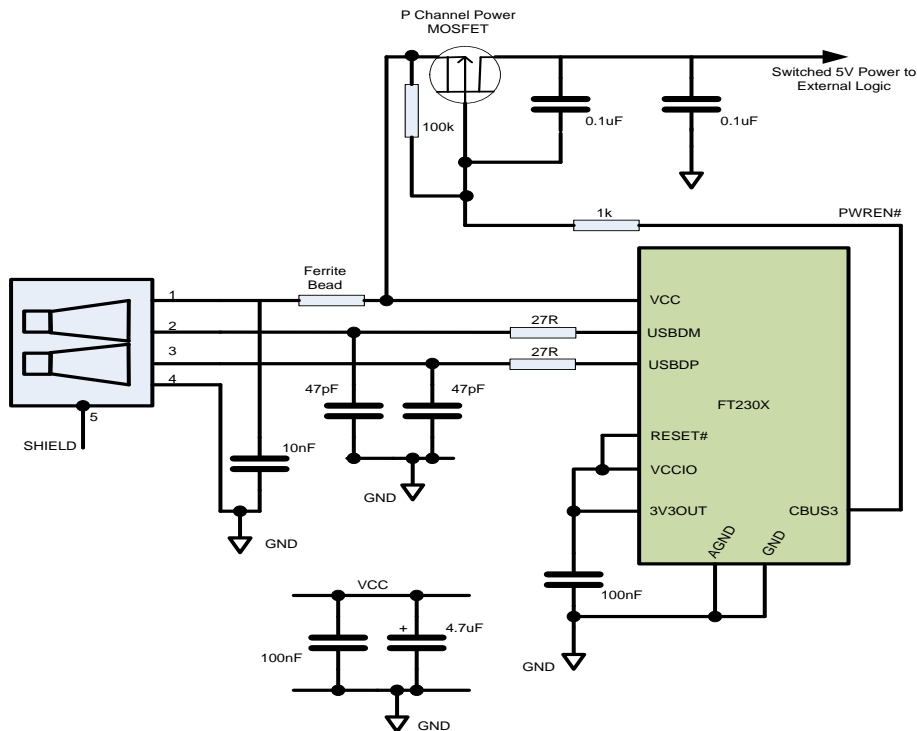 P Channel Power
MOSFET
Switched 5V Power to
External Logic
100k
0.1uF
0.1uF
1k
PWREN#
Ferrite
Bead
1
2
3
4
5
SHIELD
27R
27R
VCC
USBDM
USBDP
FT230X
RESET#
VCCIO
3V3OUT
CBUS3
AGND
GND
47pF
47pF
10nF
GND
GND
100nF
GND
VCC
100nF
+
4.7uF
GND